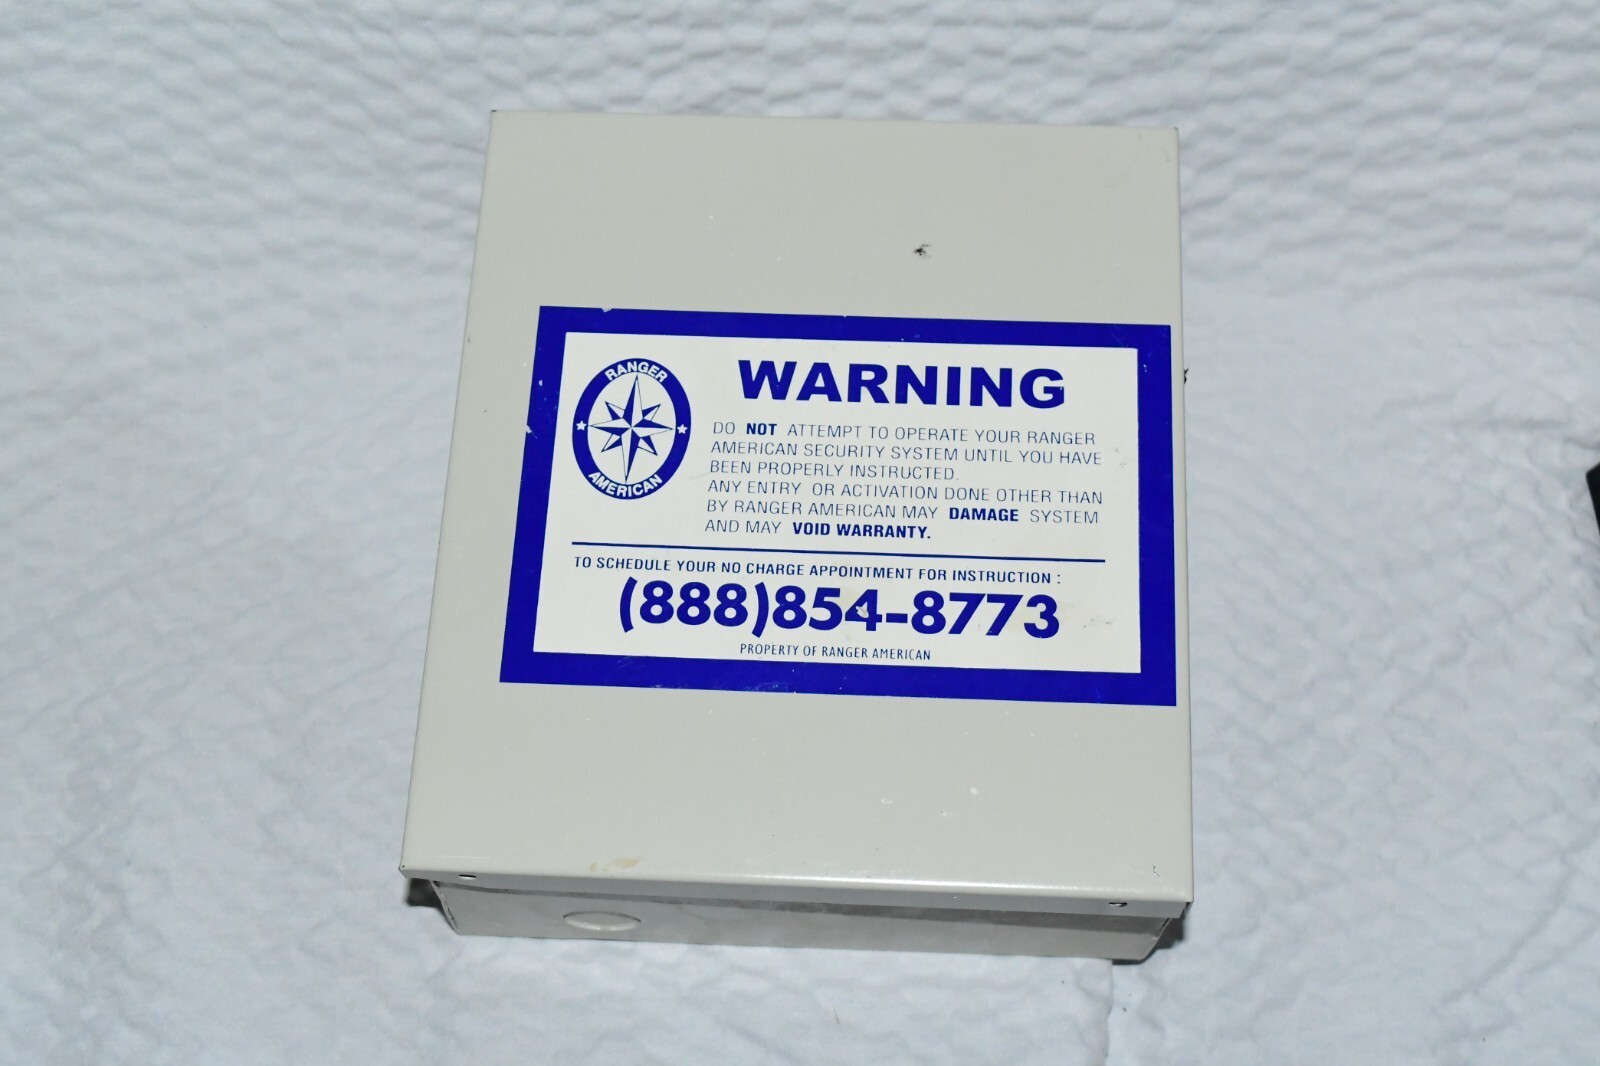 RANGER
AMERICAN
WARNING
DO NOT ATTEMPT TO OPERATE YOUR RANGER
AMERICAN SECURITY SYSTEM UNTIL YOU HAVE
BEEN PROPERLY INSTRUCTED.
ANY ENTRY OR ACTIVATION DONE OTHER THAN
BY RANGER AMERICAN MAY DAMAGE SYSTEM
AND MAY VOID WARRANTY.
TO SCHEDULE YOUR NO CHARGE APPOINTMENT FOR INSTRUCTION :
(888)854-8773
PROPERTY OF RANGER AMERICAN